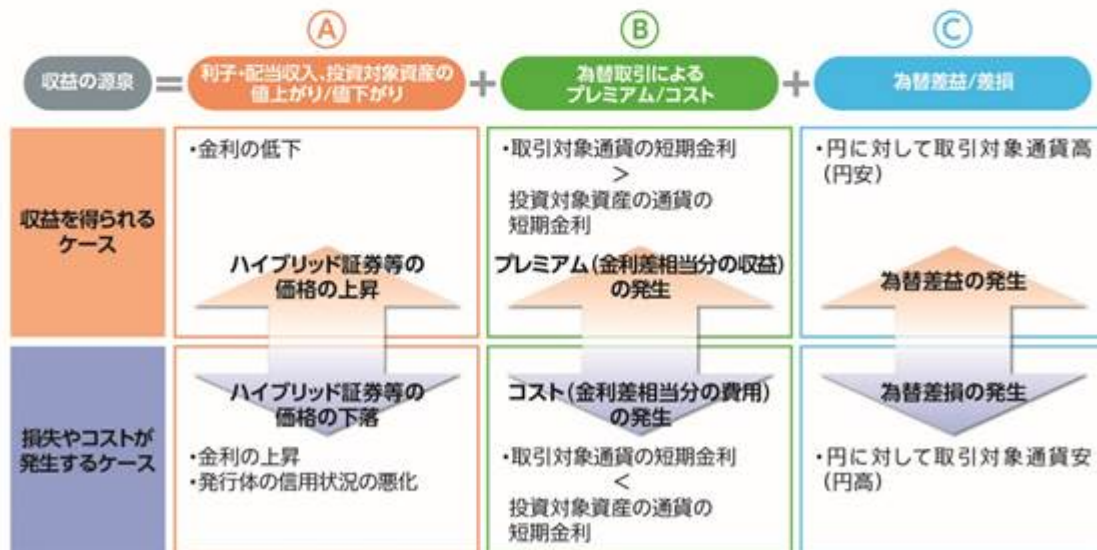 Ⓐ
Ⓑ
Ⓒ
収益の源泉
=
利子・配当収入、投資対象資産の
値上がり/値下がり
+
為替取引による
プレミアム/コスト
+
為替差益/差損
収益を得られる
ケース
・金利の低下
ハイブリッド証券等の
価格の上昇
・取引対象通貨の短期金利
>
投資対象資産の通貨の
短期金利
プレミアム(金利差相当分の収益)
の発生
・円に対して取引対象通貨高
(円安)
為替差益の発生
損失やコストが
発生するケース
ハイブリッド証券等の
価格の下落
・金利の上昇
・発行体の信用状況の悪化
コスト(金利差相当分の費用)
の発生
・取引対象通貨の短期金利
<
投資対象資産の通貨の
短期金利
為替差損の発生
・円に対して取引対象通貨安
(円高)